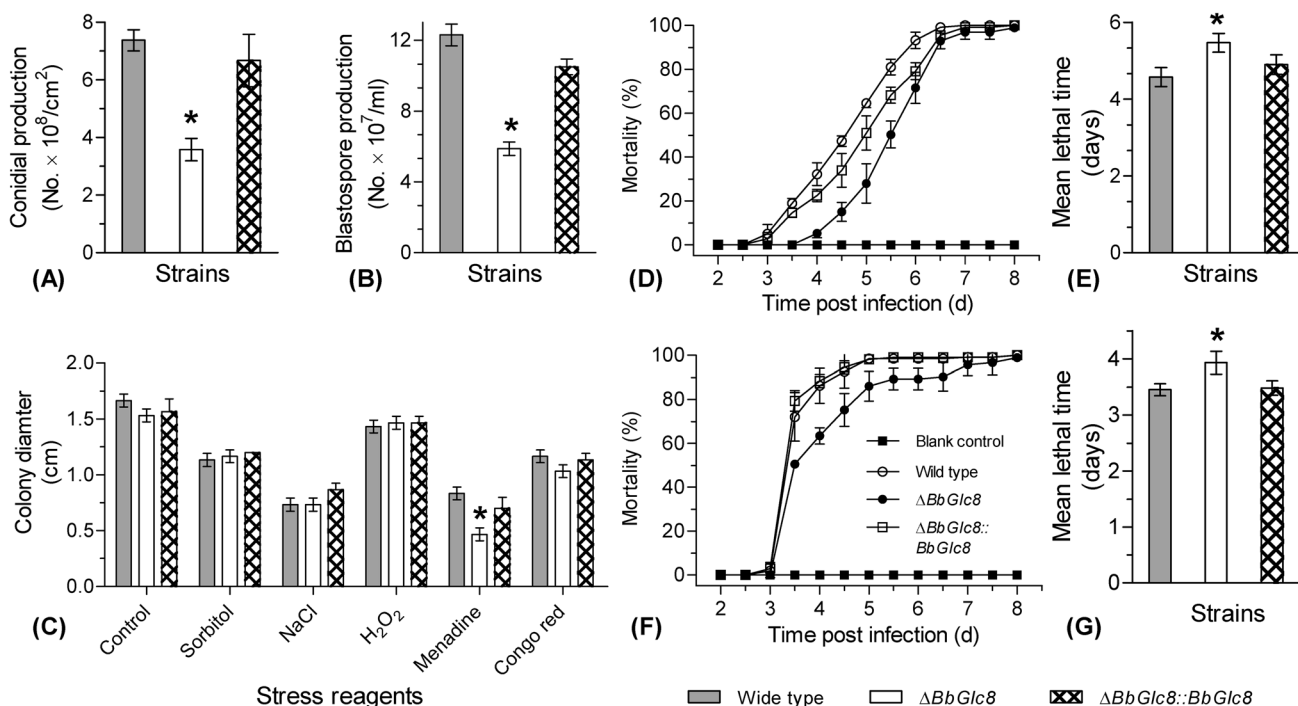 8
6
4
2
0
Conidial production
(No. × 10⁸/cm²)
*
Strains
(A)
12
6
0
Blastospore production
(No. × 10⁷/ml)
*
Strains
(B)
100
80
60
40
20
0
Mortality (%)
2 3 4 5 6 7 8
Time post infection (d)
(D)
6
4
2
0
Mean lethal time
(days)
*
Strains
(E)
2.0
1.5
1.0
0.5
0.0
Colony diamter
(cm)
*
Control
Sorbitol
NaCl
H₂O₂
Menadine
Congo red
Stress reagents
(C)
100
80
60
40
20
0
Mortality (%)
Blank control
Wild type
ΔBbGlc8
ΔBbGlc8::
BbGlc8
2 3 4 5 6 7 8
Time post infection (d)
(F)
4
3
2
1
0
Mean lethal time
(days)
*
Strains
(G)
Wide type
ΔBbGlc8
ΔBbGlc8::BbGlc8